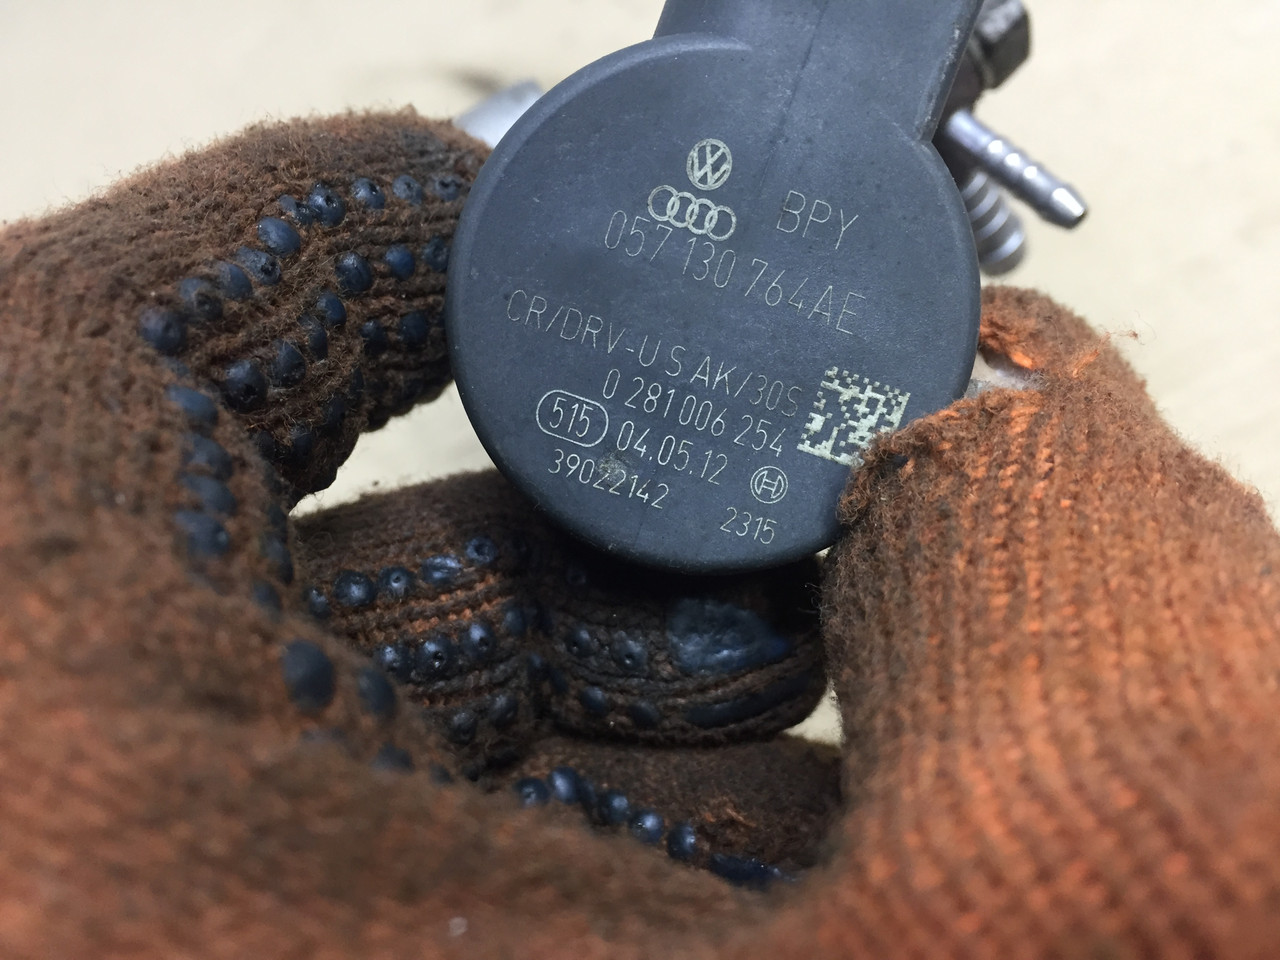 BPY
057 130 764AE
CR/DRV-U S AK/30S
0 281 006 254
515 04.05.12
39022142 2315